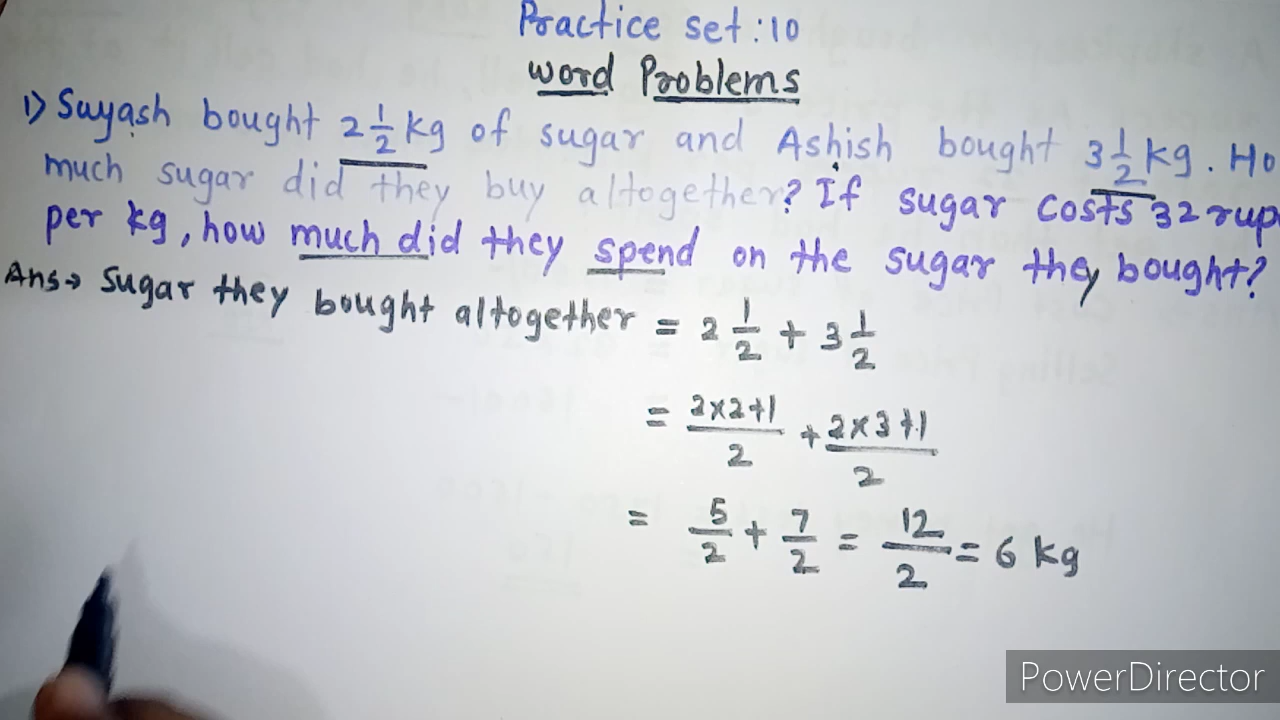 Practice set :10
Word Problems
1) Suyash bought 2 1/2 kg of sugar and Ashish bought 3 1/2 kg. Ho
much sugar did they buy altogether? If sugar costs 32 rup
per kg, how much did they spend on the sugar they bought?
Ans→ Sugar they bought altogether = 2 1/2 + 3 1/2
= 2×2+1/2 + 2×3+1/2
= 5/2 + 7/2 = 12/2 = 6 kg
PowerDirector